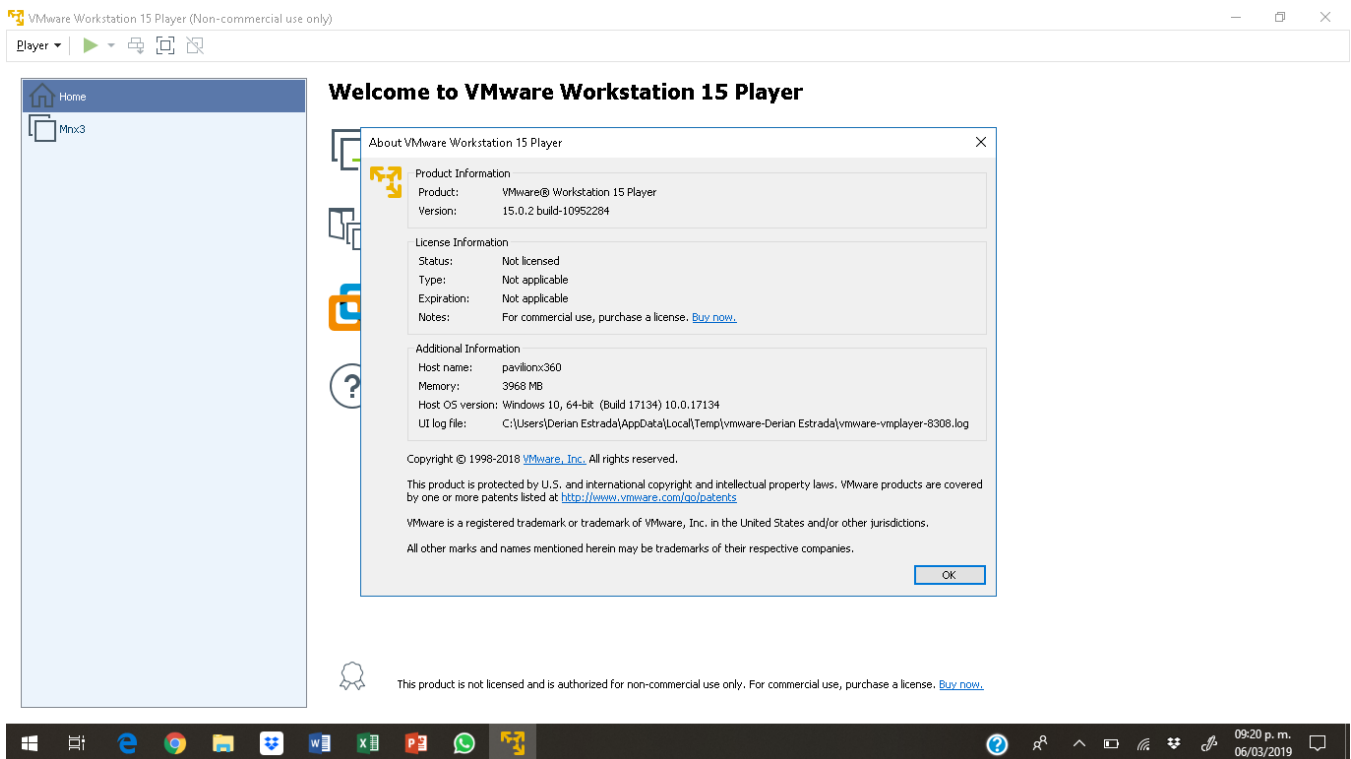 VMware Workstation 15 Player (Non-commercial use only)
Player
Home
Mnx3
Welcome to VMware Workstation 15 Player
About VMware Workstation 15 Player
Product Information
Product: VMware® Workstation 15 Player
Version: 15.0.2 build-10952284
License Information
Status: Not licensed
Type: Not applicable
Expiration: Not applicable
Notes: For commercial use, purchase a license. Buy now.
Additional Information
Host name: pavilionx360
Memory: 3968 MB
Host OS version: Windows 10, 64-bit (Build 17134) 10.0.17134
UI log file: C:\Users\Derian Estrada\AppData\Local\Temp\vmware-Derian Estrada\vmware-vmplayer-8308.log
Copyright © 1998-2018 VMware, Inc. All rights reserved.
This product is protected by U.S. and international copyright and intellectual property laws. VMware products are covered
by one or more patents listed at http://www.vmware.com/go/patents
VMware is a registered trademark or trademark of VMware, Inc. in the United States and/or other jurisdictions.
All other marks and names mentioned herein may be trademarks of their respective companies.
OK
This product is not licensed and is authorized for non-commercial use only. For commercial use, purchase a license. Buy now.
09:20 p. m.
06/03/2019